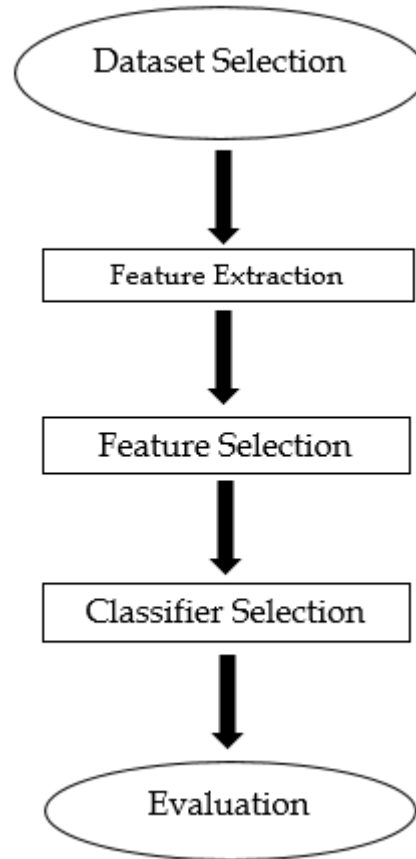 Dataset Selection
Feature Extraction
Feature Selection
Classifier Selection
Evaluation